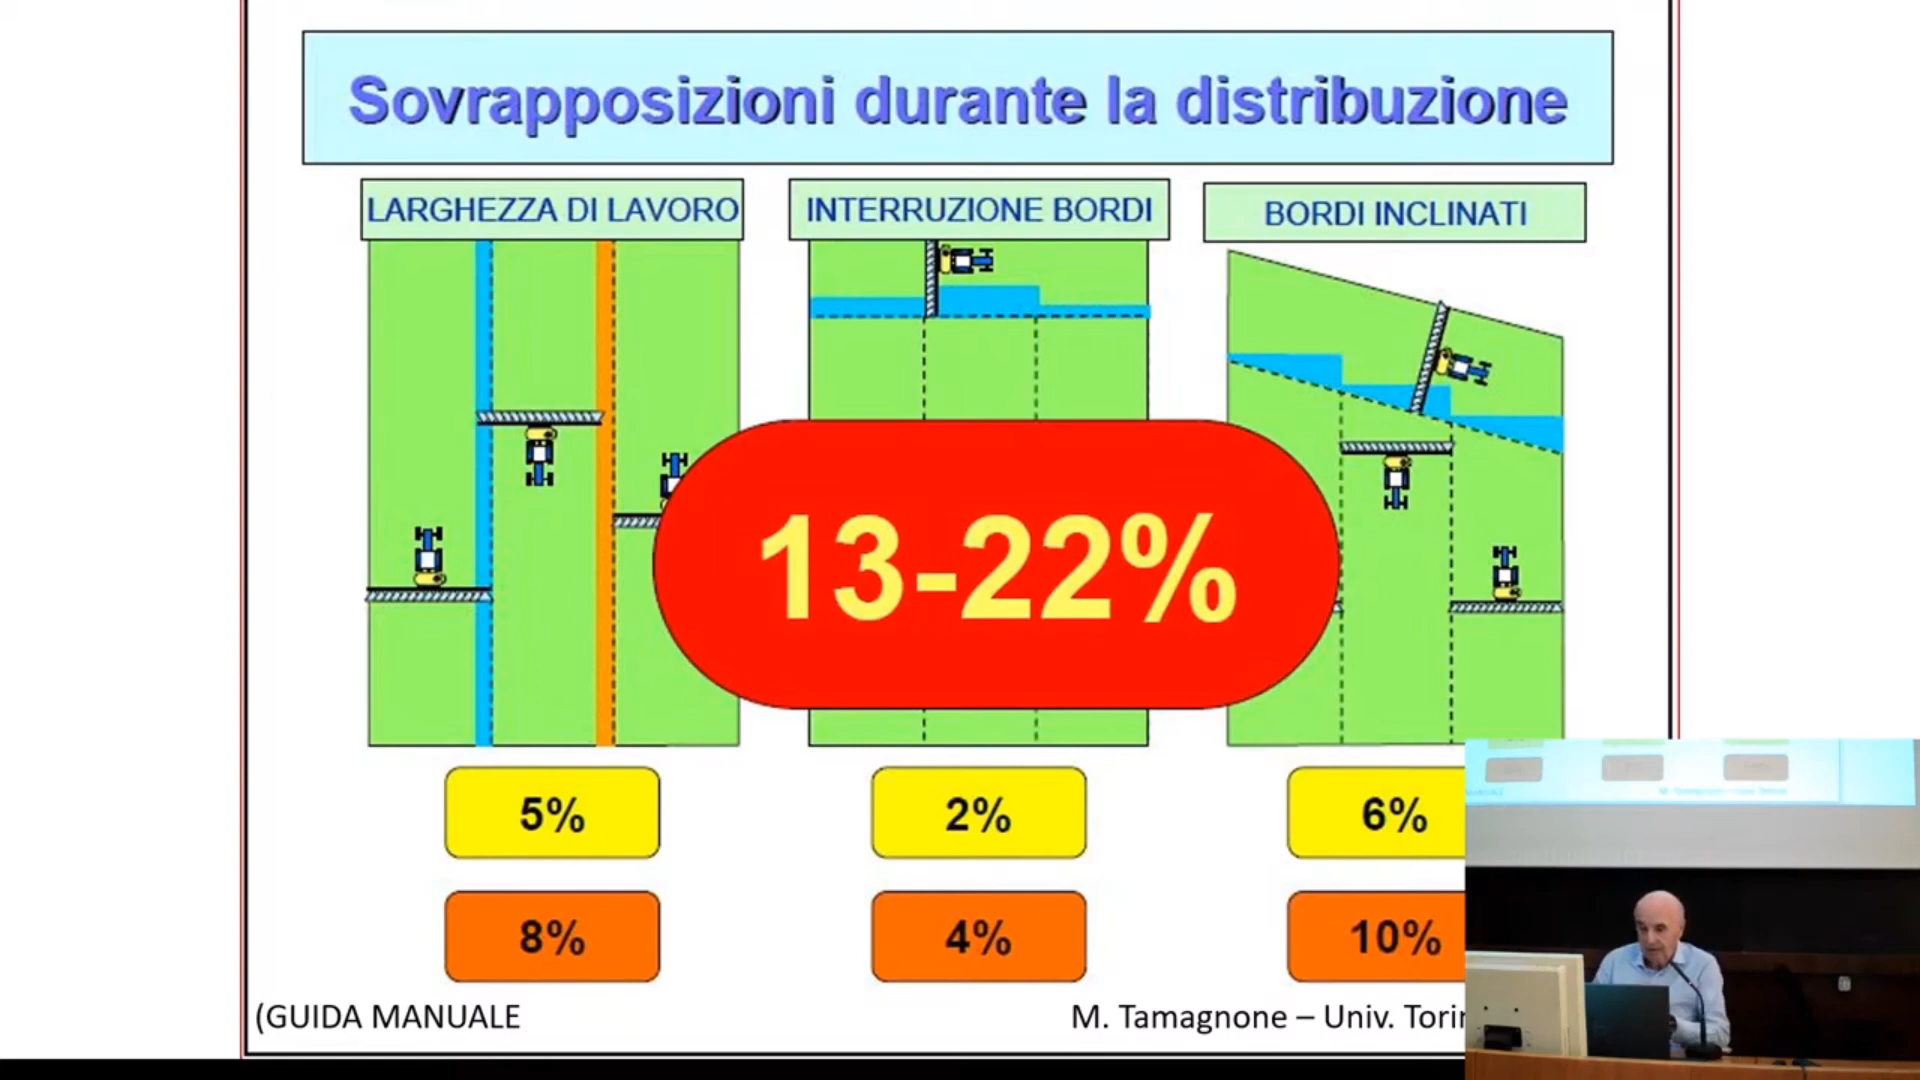 Sovrapposizioni durante la distribuzione
LARGHEZZA DI LAVORO
INTERRUZIONE BORDI
BORDI INCLINATI
13-22%
5%
2%
6%
8%
4%
10%
(GUIDA MANUALE
M. Tamagnone – Univ.